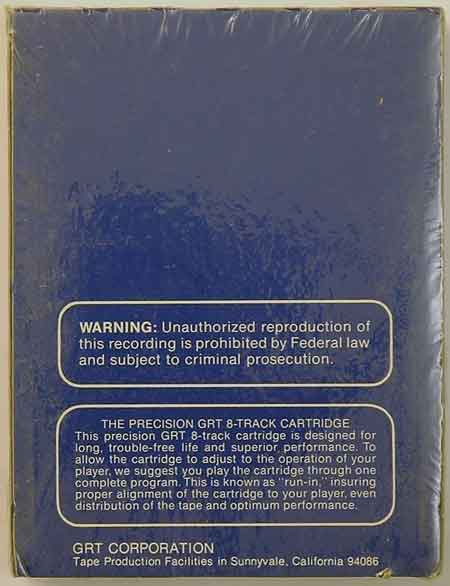 WARNING: Unauthorized reproduction of
this recording is prohibited by Federal law
and subject to criminal prosecution.
THE PRECISION GRT 8-TRACK CARTRIDGE
This precision GRT 8-track cartridge is designed for
long, trouble-free life and superior performance. To
allow the cartridge to adjust to the operation of your
player, we suggest you play the cartridge through one
complete program. This is known as "run-in," insuring
proper alignment of the cartridge to your player, even
distribution of the tape and optimum performance.
GRT CORPORATION
Tape Production Facilities in Sunnyvale, California 94086